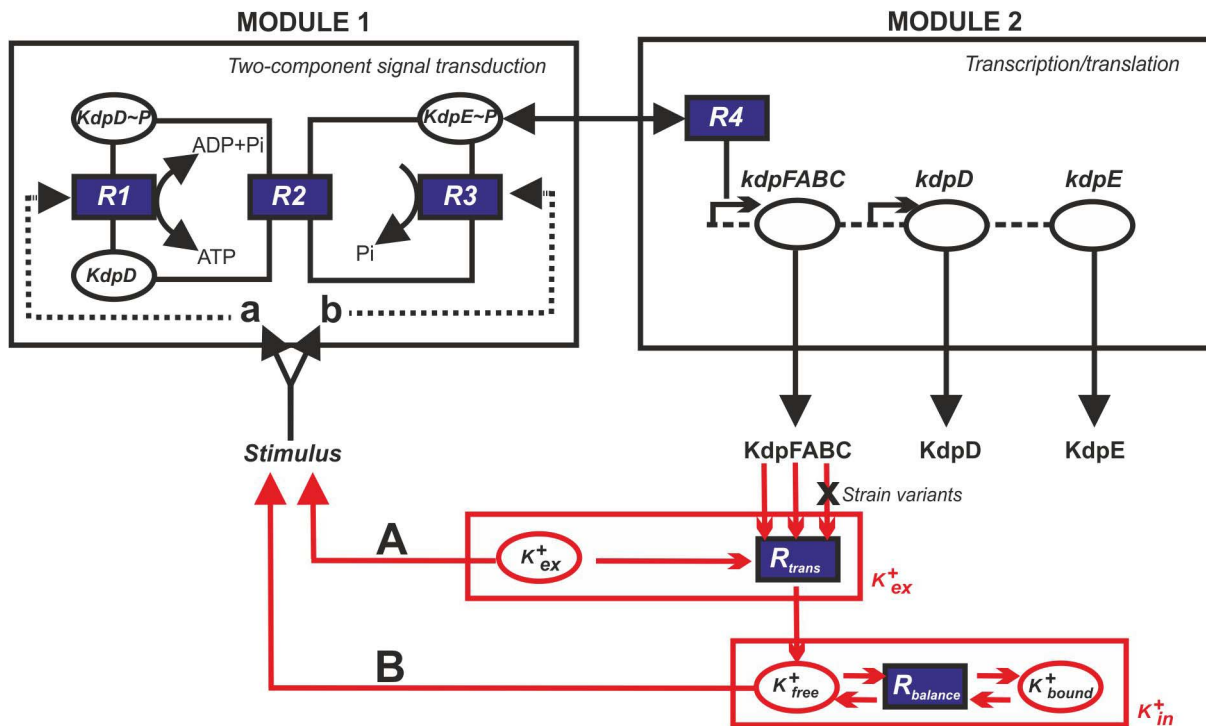 MODULE 1
MODULE 2
Two-component signal transduction
Transcription/translation
KdpD~P
KdpE~P
ADP+Pi
R4
R1
R2
R3
kdpFABC
kdpD
kdpE
ATP
Pi
KdpD
a
b
Stimulus
KdpFABC
KdpD
KdpE
X
Strain variants
A
K+ex
Rtrans
K+ex
B
K+free
Rbalance
K+bound
K+in